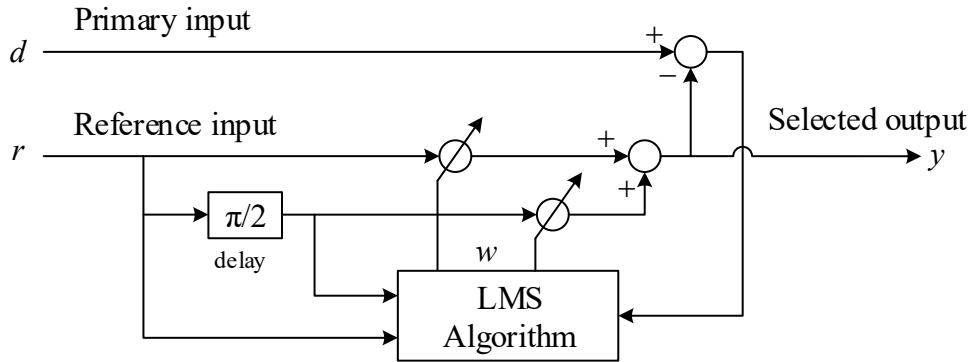 Primary input
d
+
−
Reference input
Selected output
r
+
y
+
π/2
delay
w
LMS
Algorithm